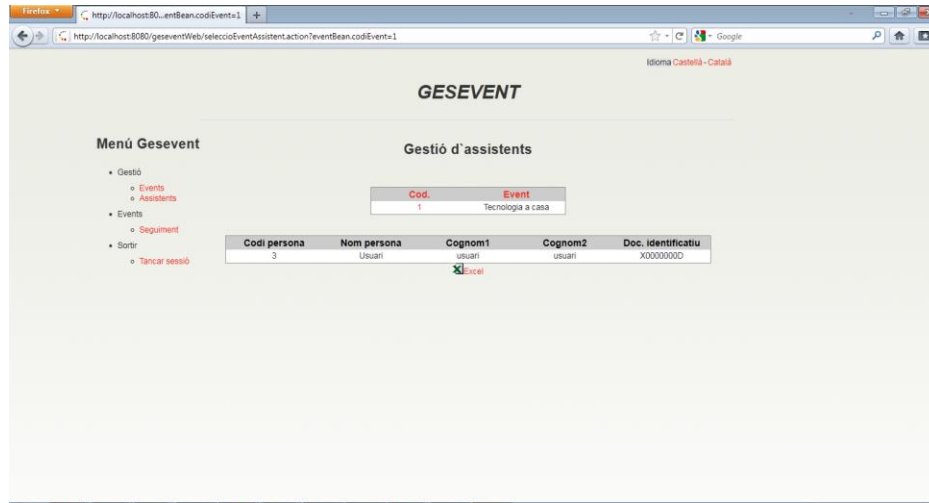 Firefox
http://localhost:80...entBean.codiEvent=1
http://localhost:8080/geseventWeb/seleccioEventAssistent.action?eventBean.codiEvent=1
Google
Idioma Castellà - Català
GESEVENT
Menú Gesevent
Gestió
Events
Assistents
Events
Seguiment
Sortir
Tancar sessió
Gestió d`assistents
Cod. Event
1 Tecnologia a casa
Codi persona Nom persona Cognom1 Cognom2 Doc. identificatiu
3 Usuari usuari usuari X0000000D
Excel